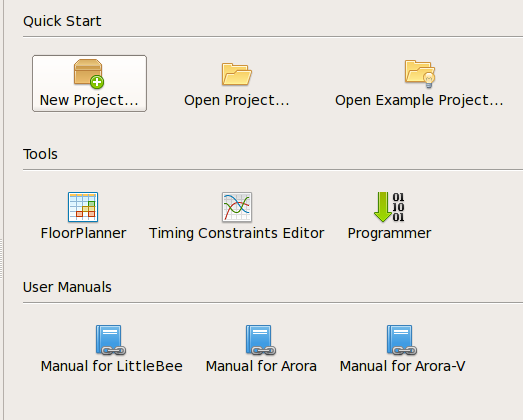 Quick Start
New Project... Open Project... Open Example Project...
Tools
01
10
01
FloorPlanner Timing Constraints Editor Programmer
User Manuals
Manual for LittleBee Manual for Arora Manual for Arora-V